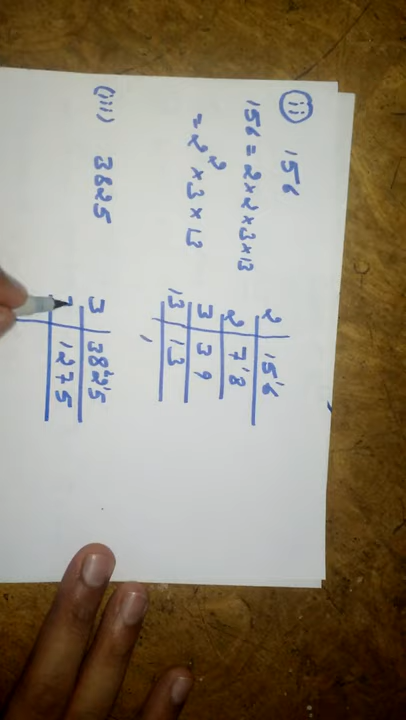 (ii) 156
156 = 2×2×3×13
= 2² × 3 × 13
2 | 156
2 | 78
3 | 39
13 | 13
1
(iii) 3825
3 | 3825
1275